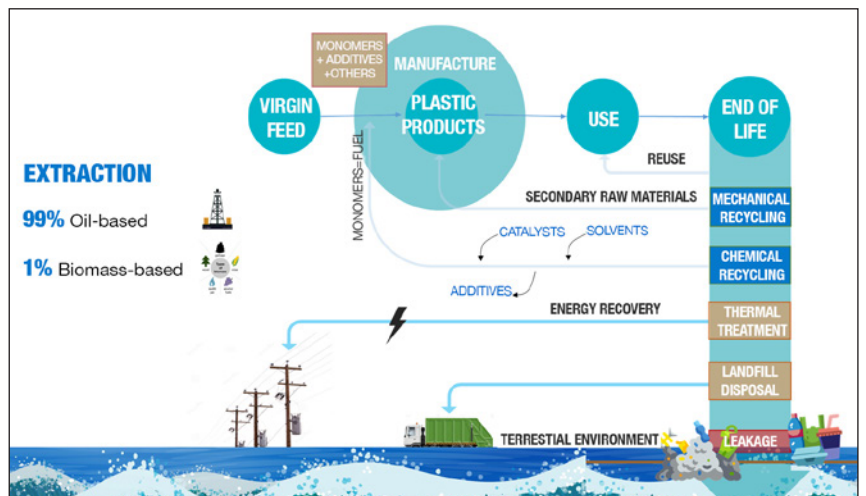 MONOMERS
+ ADDITIVES
+OTHERS
MANUFACTURE
VIRGIN
FEED
PLASTIC
PRODUCTS
USE
END OF
LIFE
REUSE
EXTRACTION
99% Oil-based
1% Biomass-based
MONOMERS=FUEL
SECONDARY RAW MATERIALS
MECHANICAL
RECYCLING
CATALYSTS
SOLVENTS
CHEMICAL
RECYCLING
ADDITIVES
ENERGY RECOVERY
THERMAL
TREATMENT
LANDFILL
DISPOSAL
TERRESTIAL ENVIRONMENT
LEAKAGE